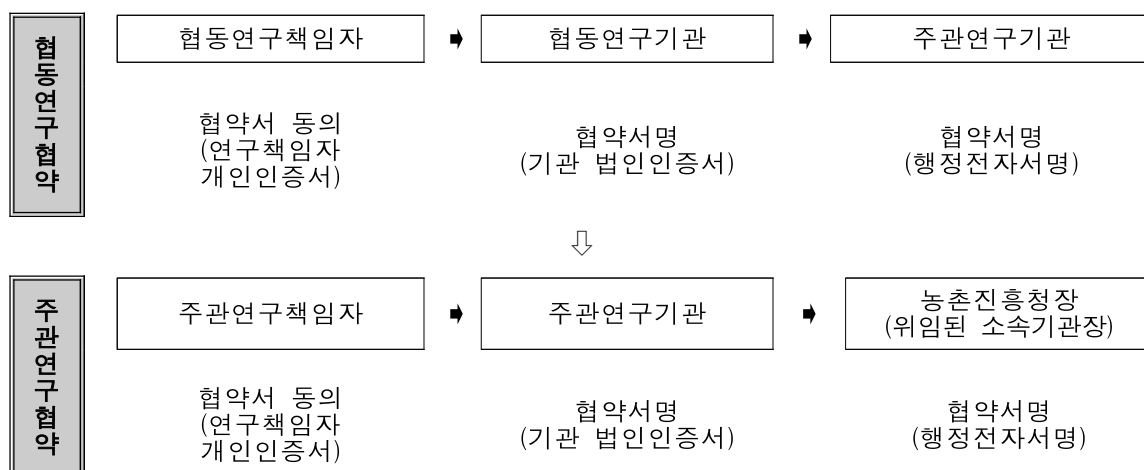 협동연구협약
협동연구책임자 ➧ 협동연구기관 ➧ 주관연구기관
협약서 동의
(연구책임자
개인인증서)
협약서명
(기관 법인인증서)
협약서명
(행정전자서명)
⇩
주관연구협약
주관연구책임자 ➧ 주관연구기관 ➧ 농촌진흥청장
(위임된 소속기관장)
협약서 동의
(연구책임자
개인인증서)
협약서명
(기관 법인인증서)
협약서명
(행정전자서명)